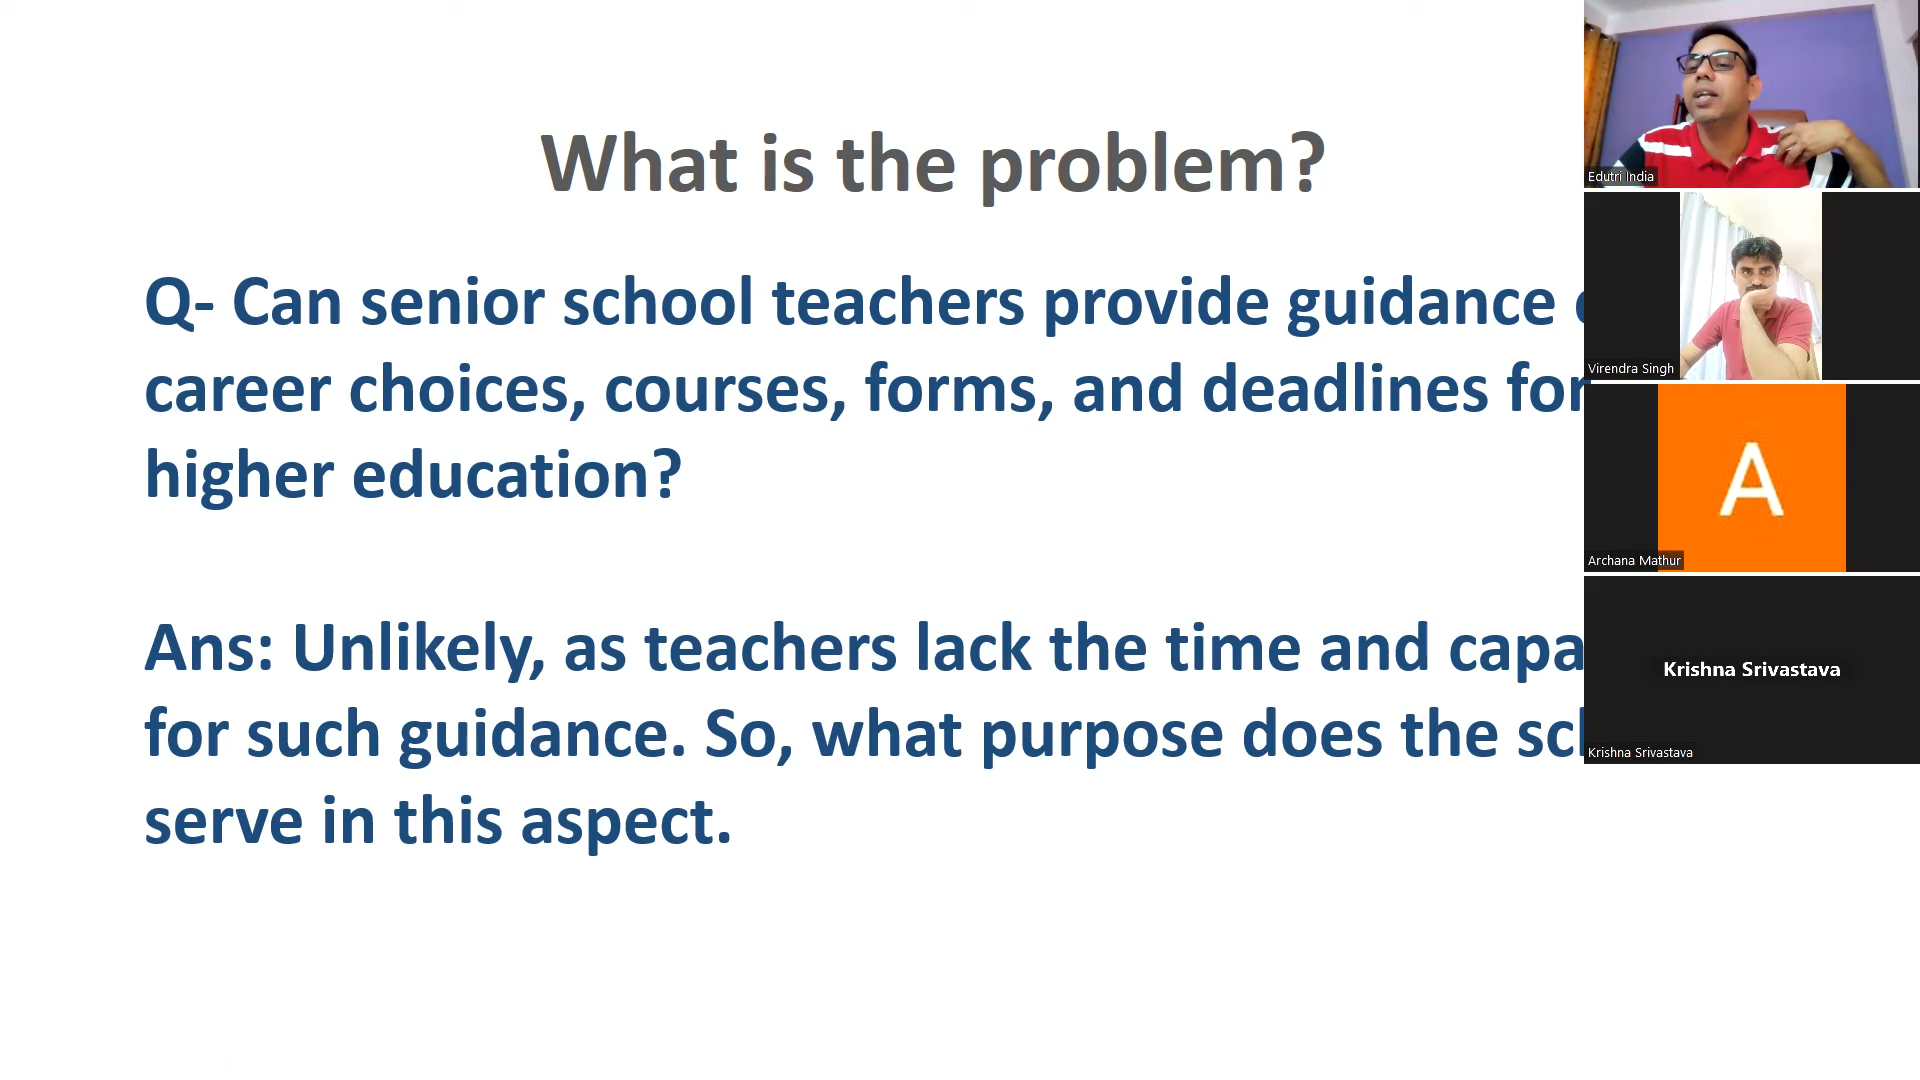 What is the problem?
Q- Can senior school teachers provide guidance
career choices, courses, forms, and deadlines for
higher education?
Ans: Unlikely, as teachers lack the time and
for such guidance. So, what purpose does the
serve in this aspect.
Edutri India
Virendra Singh
A
Archana Mathur
Krishna Srivastava
Krishna Srivastava